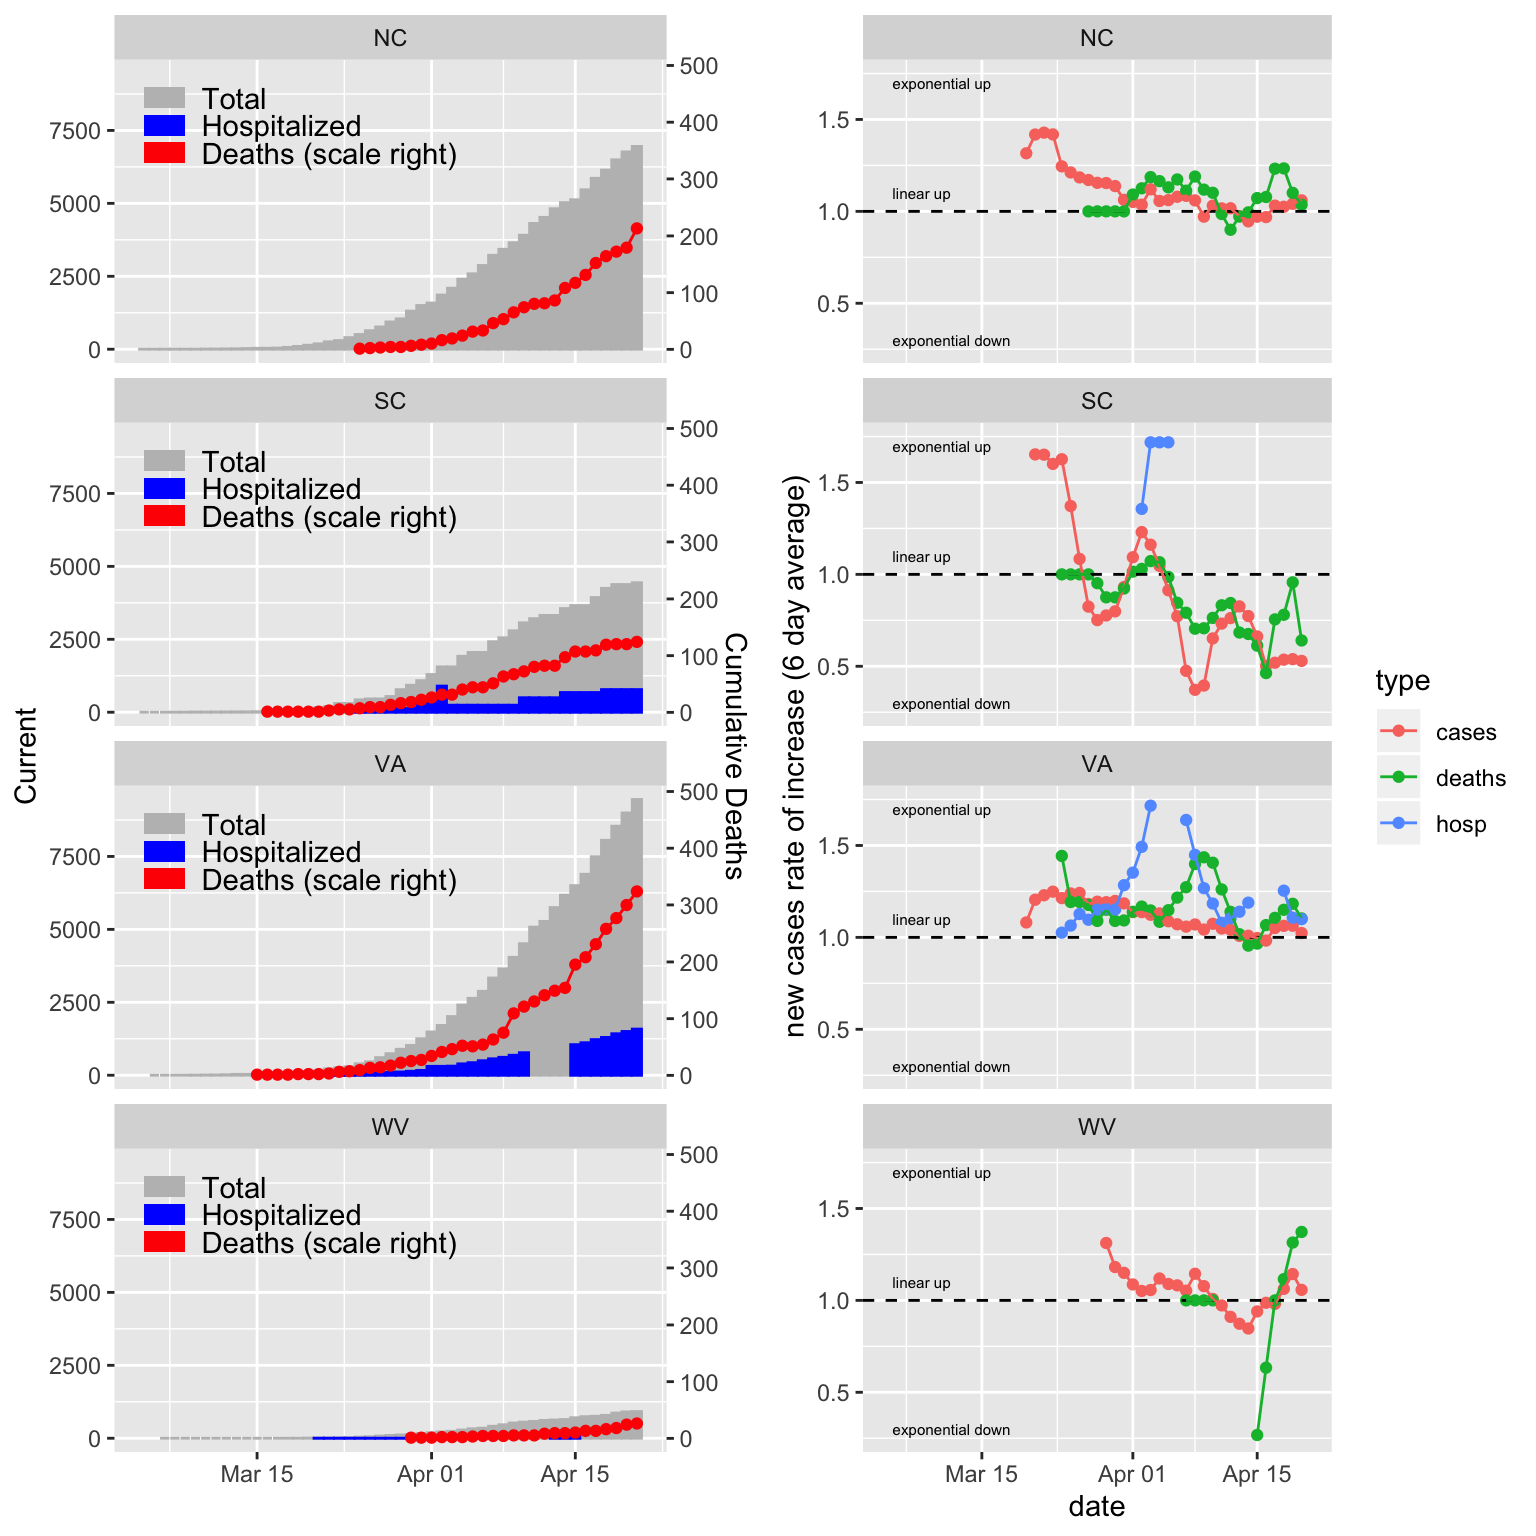 NC
Total
Hospitalized
Deaths (scale right)
7500
5000
2500
0
500
400
300
200
100
0
SC
Total
Hospitalized
Deaths (scale right)
7500
5000
2500
0
500
400
300
200
100
0
VA
Total
Hospitalized
Deaths (scale right)
7500
5000
2500
0
500
400
300
200
100
0
WV
Total
Hospitalized
Deaths (scale right)
7500
5000
2500
0
500
400
300
200
100
0
Mar 15
Apr 01
Apr 15
Current
Cumulative Deaths
NC
exponential up
linear up
exponential down
1.5
1.0
0.5
SC
exponential up
linear up
exponential down
1.5
1.0
0.5
VA
exponential up
linear up
exponential down
1.5
1.0
0.5
WV
exponential up
linear up
exponential down
1.5
1.0
0.5
Mar 15
Apr 01
Apr 15
date
new cases rate of increase (6 day average)
type
cases
deaths
hosp